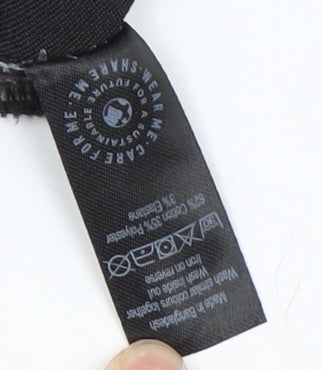 WEAR ME. CARE FOR ME. SHARE ME.
FOR A SUSTAINABLE FUTURE
62% Cotton 35% Polyester
3% Elastane
Iron on reverse
Wash inside out
Wash similar colours together
Made in Bangladesh